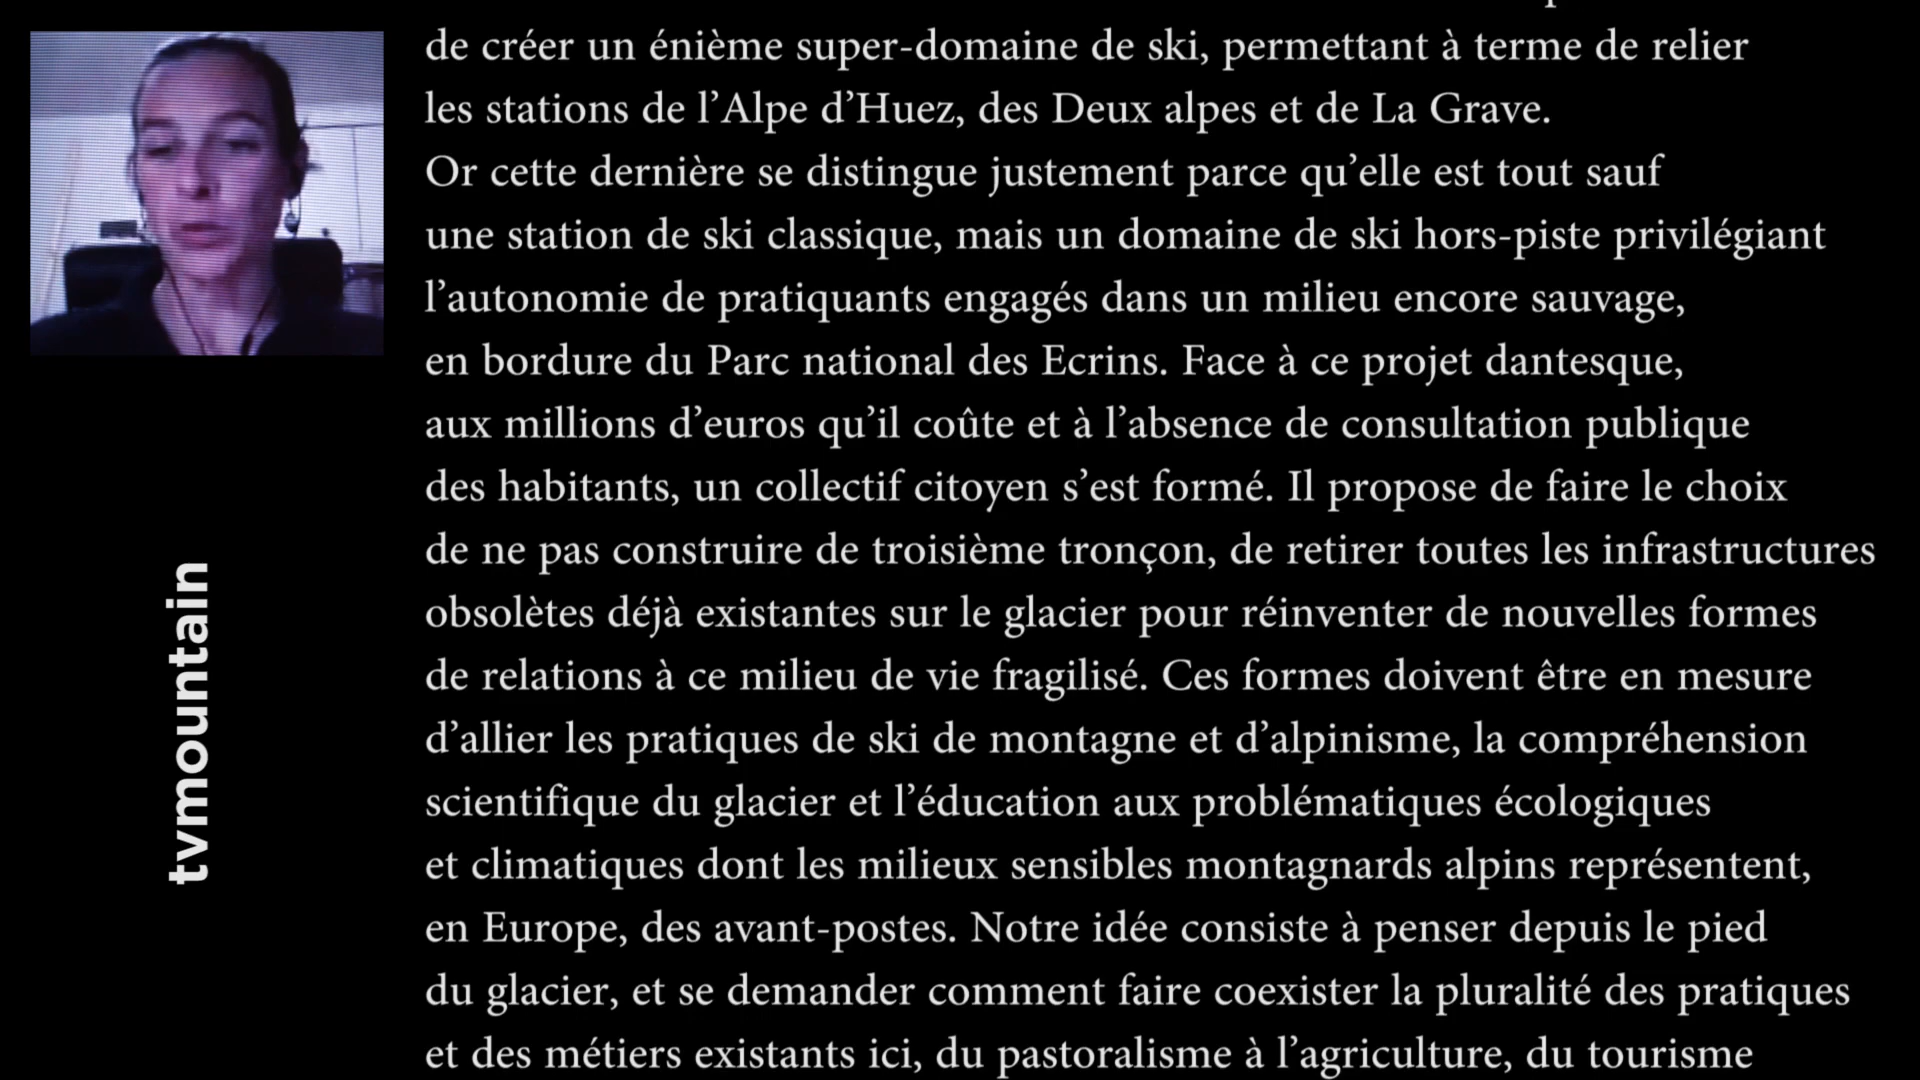 de créer un énième super-domaine de ski, permettant à terme de relier
les stations de l’Alpe d’Huez, des Deux alpes et de La Grave.
Or cette dernière se distingue justement parce qu’elle est tout sauf
une station de ski classique, mais un domaine de ski hors-piste privilégiant
l’autonomie de pratiquants engagés dans un milieu encore sauvage,
en bordure du Parc national des Ecrins. Face à ce projet dantesque,
aux millions d’euros qu’il coûte et à l’absence de consultation publique
des habitants, un collectif citoyen s’est formé. Il propose de faire le choix
de ne pas construire de troisième tronçon, de retirer toutes les infrastructures
obsolètes déjà existantes sur le glacier pour réinventer de nouvelles formes
de relations à ce milieu de vie fragilisé. Ces formes doivent être en mesure
d’allier les pratiques de ski de montagne et d’alpinisme, la compréhension
scientifique du glacier et l’éducation aux problématiques écologiques
et climatiques dont les milieux sensibles montagnards alpins représentent,
en Europe, des avant-postes. Notre idée consiste à penser depuis le pied
du glacier, et se demander comment faire coexister la pluralité des pratiques
et des métiers existants ici, du pastoralisme à l’agriculture, du tourisme
tvmountain